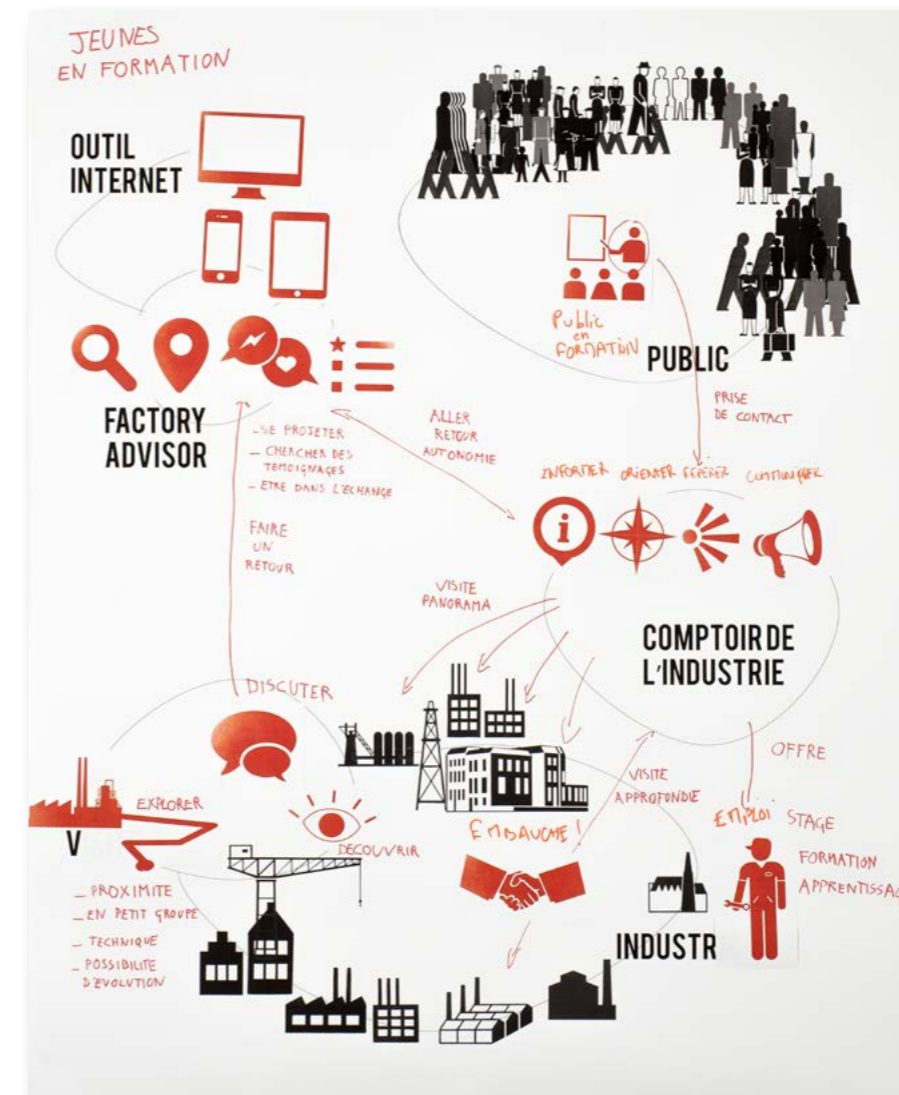 JEUNES
EN FORMATION
OUTIL
INTERNET
Public
en
FORMATION
PUBLIC
PRISE
DE CONTACT
FACTORY
ADVISOR
- SE PROJETER
- CHERCHER DES
TEMOIGNAGES
- ETRE DANS L'ECHANGE
ALLER
RETOUR
AUTONOMIE
INFORMER ORIENTER REPÉRER COMMUNIQUER
i
FAIRE
UN
RETOUR
VISITE
PANORAMA
COMPTOIR DE
L'INDUSTRIE
DISCUTER
OFFRE
VISITE
APPROFONDIE
EXPLORER
V
DECOUVRIR
EMBAUCHE!
EMPLOI STAGE
FORMATION
APPRENTISSAG
- PROXIMITE
- EN PETIT GROUPE
- TECHNIQUE
- POSSIBILITE
D'EVOLUTION
INDUSTR